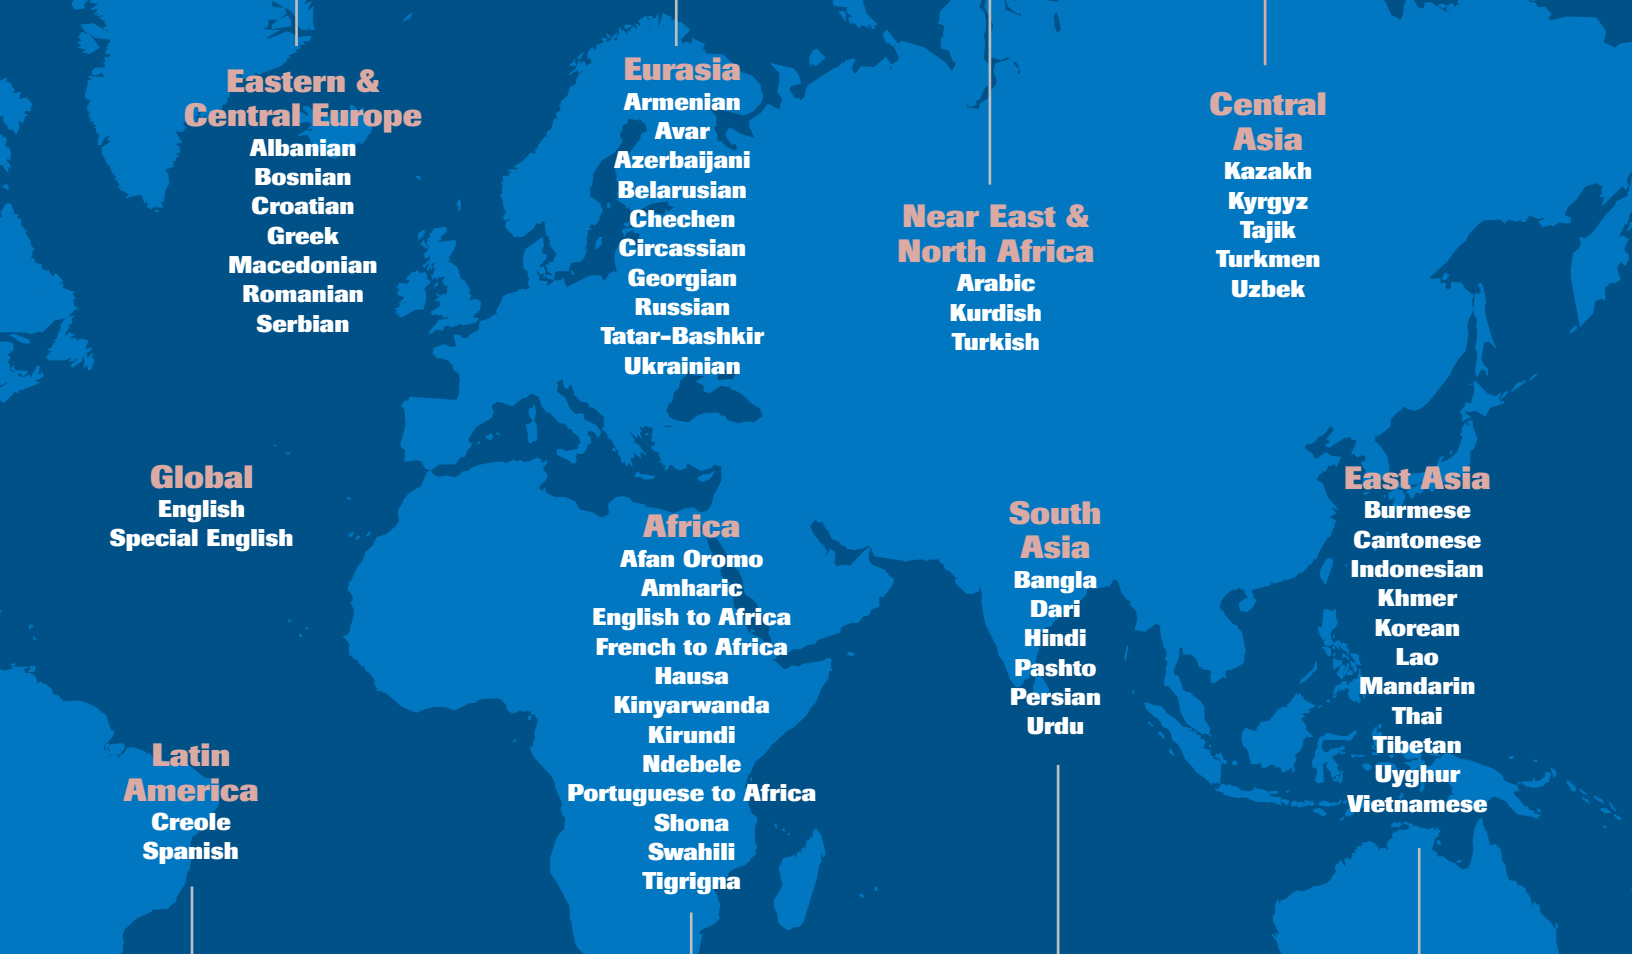 Eastern &
Central Europe
Albanian
Bosnian
Croatian
Greek
Macedonian
Romanian
Serbian
Eurasia
Armenian
Avar
Azerbaijani
Belarusian
Chechen
Circassian
Georgian
Russian
Tatar-Bashkir
Ukrainian
Near East &
North Africa
Arabic
Kurdish
Turkish
Central
Asia
Kazakh
Kyrgyz
Tajik
Turkmen
Uzbek
Global
English
Special English
Latin
America
Creole
Spanish
Africa
Afan Oromo
Amharic
English to Africa
French to Africa
Hausa
Kinyarwanda
Kirundi
Ndebele
Portuguese to Africa
Shona
Swahili
Tigrigna
South
Asia
Bangla
Dari
Hindi
Pashto
Persian
Urdu
East Asia
Burmese
Cantonese
Indonesian
Khmer
Korean
Lao
Mandarin
Thai
Tibetan
Uyghur
Vietnamese